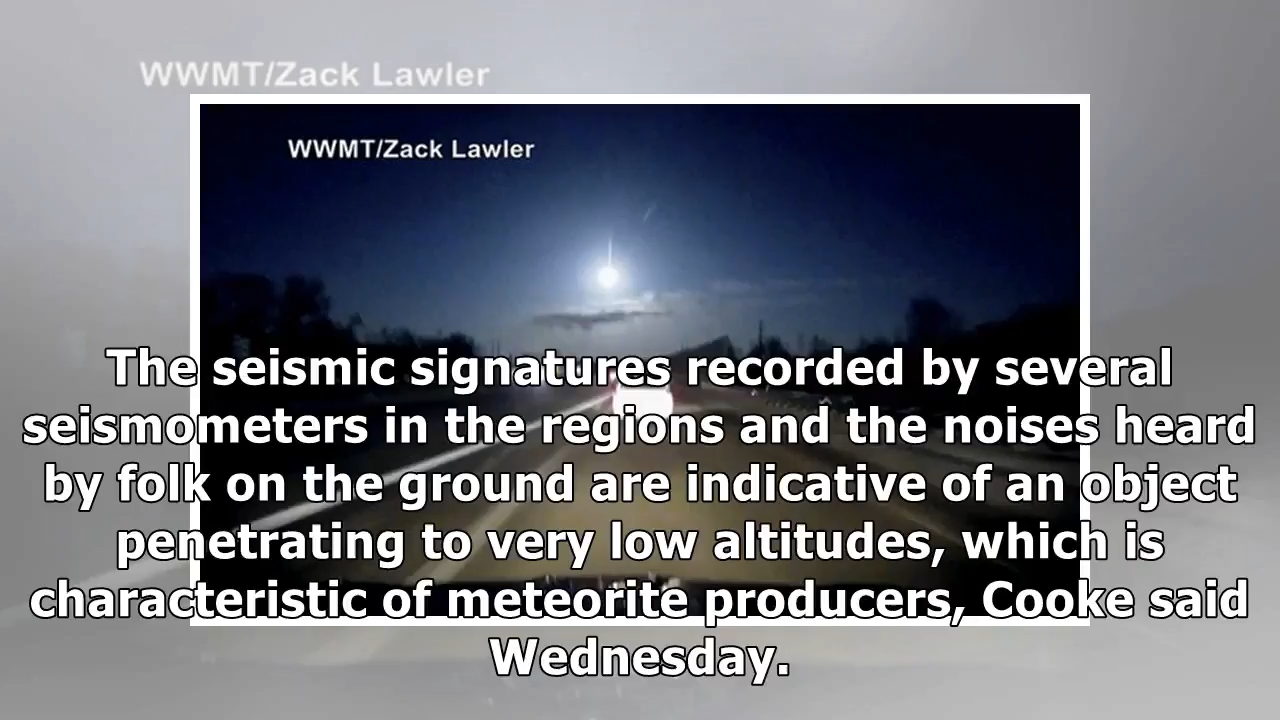 WWMT/Zack Lawler
WWMT/Zack Lawler
The seismic signatures recorded by several
seismometers in the regions and the noises heard
by folk on the ground are indicative of an object
penetrating to very low altitudes, which is
characteristic of meteorite producers, Cooke said
Wednesday.